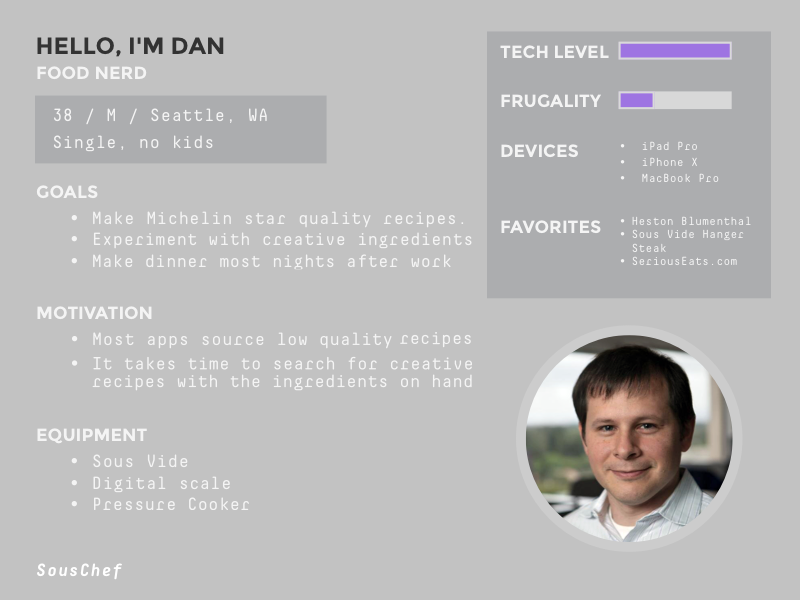 HELLO, I'M DAN
FOOD NERD
38 / M / Seattle, WA
Single, no kids
GOALS
• Make Michelin star quality recipes.
• Experiment with creative ingredients
• Make dinner most nights after work
MOTIVATION
• Most apps source low quality recipes
• It takes time to search for creative
recipes with the ingredients on hand
EQUIPMENT
• Sous Vide
• Digital scale
• Pressure Cooker
SousChef
TECH LEVEL
FRUGALITY
DEVICES
• iPad Pro
• iPhone X
• MacBook Pro
FAVORITES
• Heston Blumenthal
• Sous Vide Hanger
Steak
• SeriousEats.com